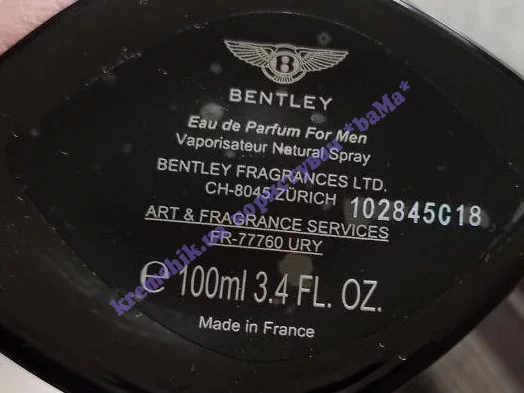 B
BENTLEY
Eau de Parfum For Men
Vaporisateur Natural Spray
BENTLEY FRAGRANCES LTD.
CH-8045 ZÜRICH
102845C18
ART & FRAGRANCE SERVICES
FR-77760 URY
℮ 100ml 3.4 FL. OZ.
Made in France
*baMa*